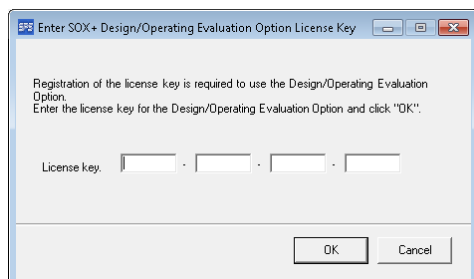 Enter SOX+ Design/Operating Evaluation Option License Key
Registration of the license key is required to use the Design/Operating Evaluation
Option.
Enter the license key for the Design/Operating Evaluation Option and click "OK".
License key. - - -
OK Cancel